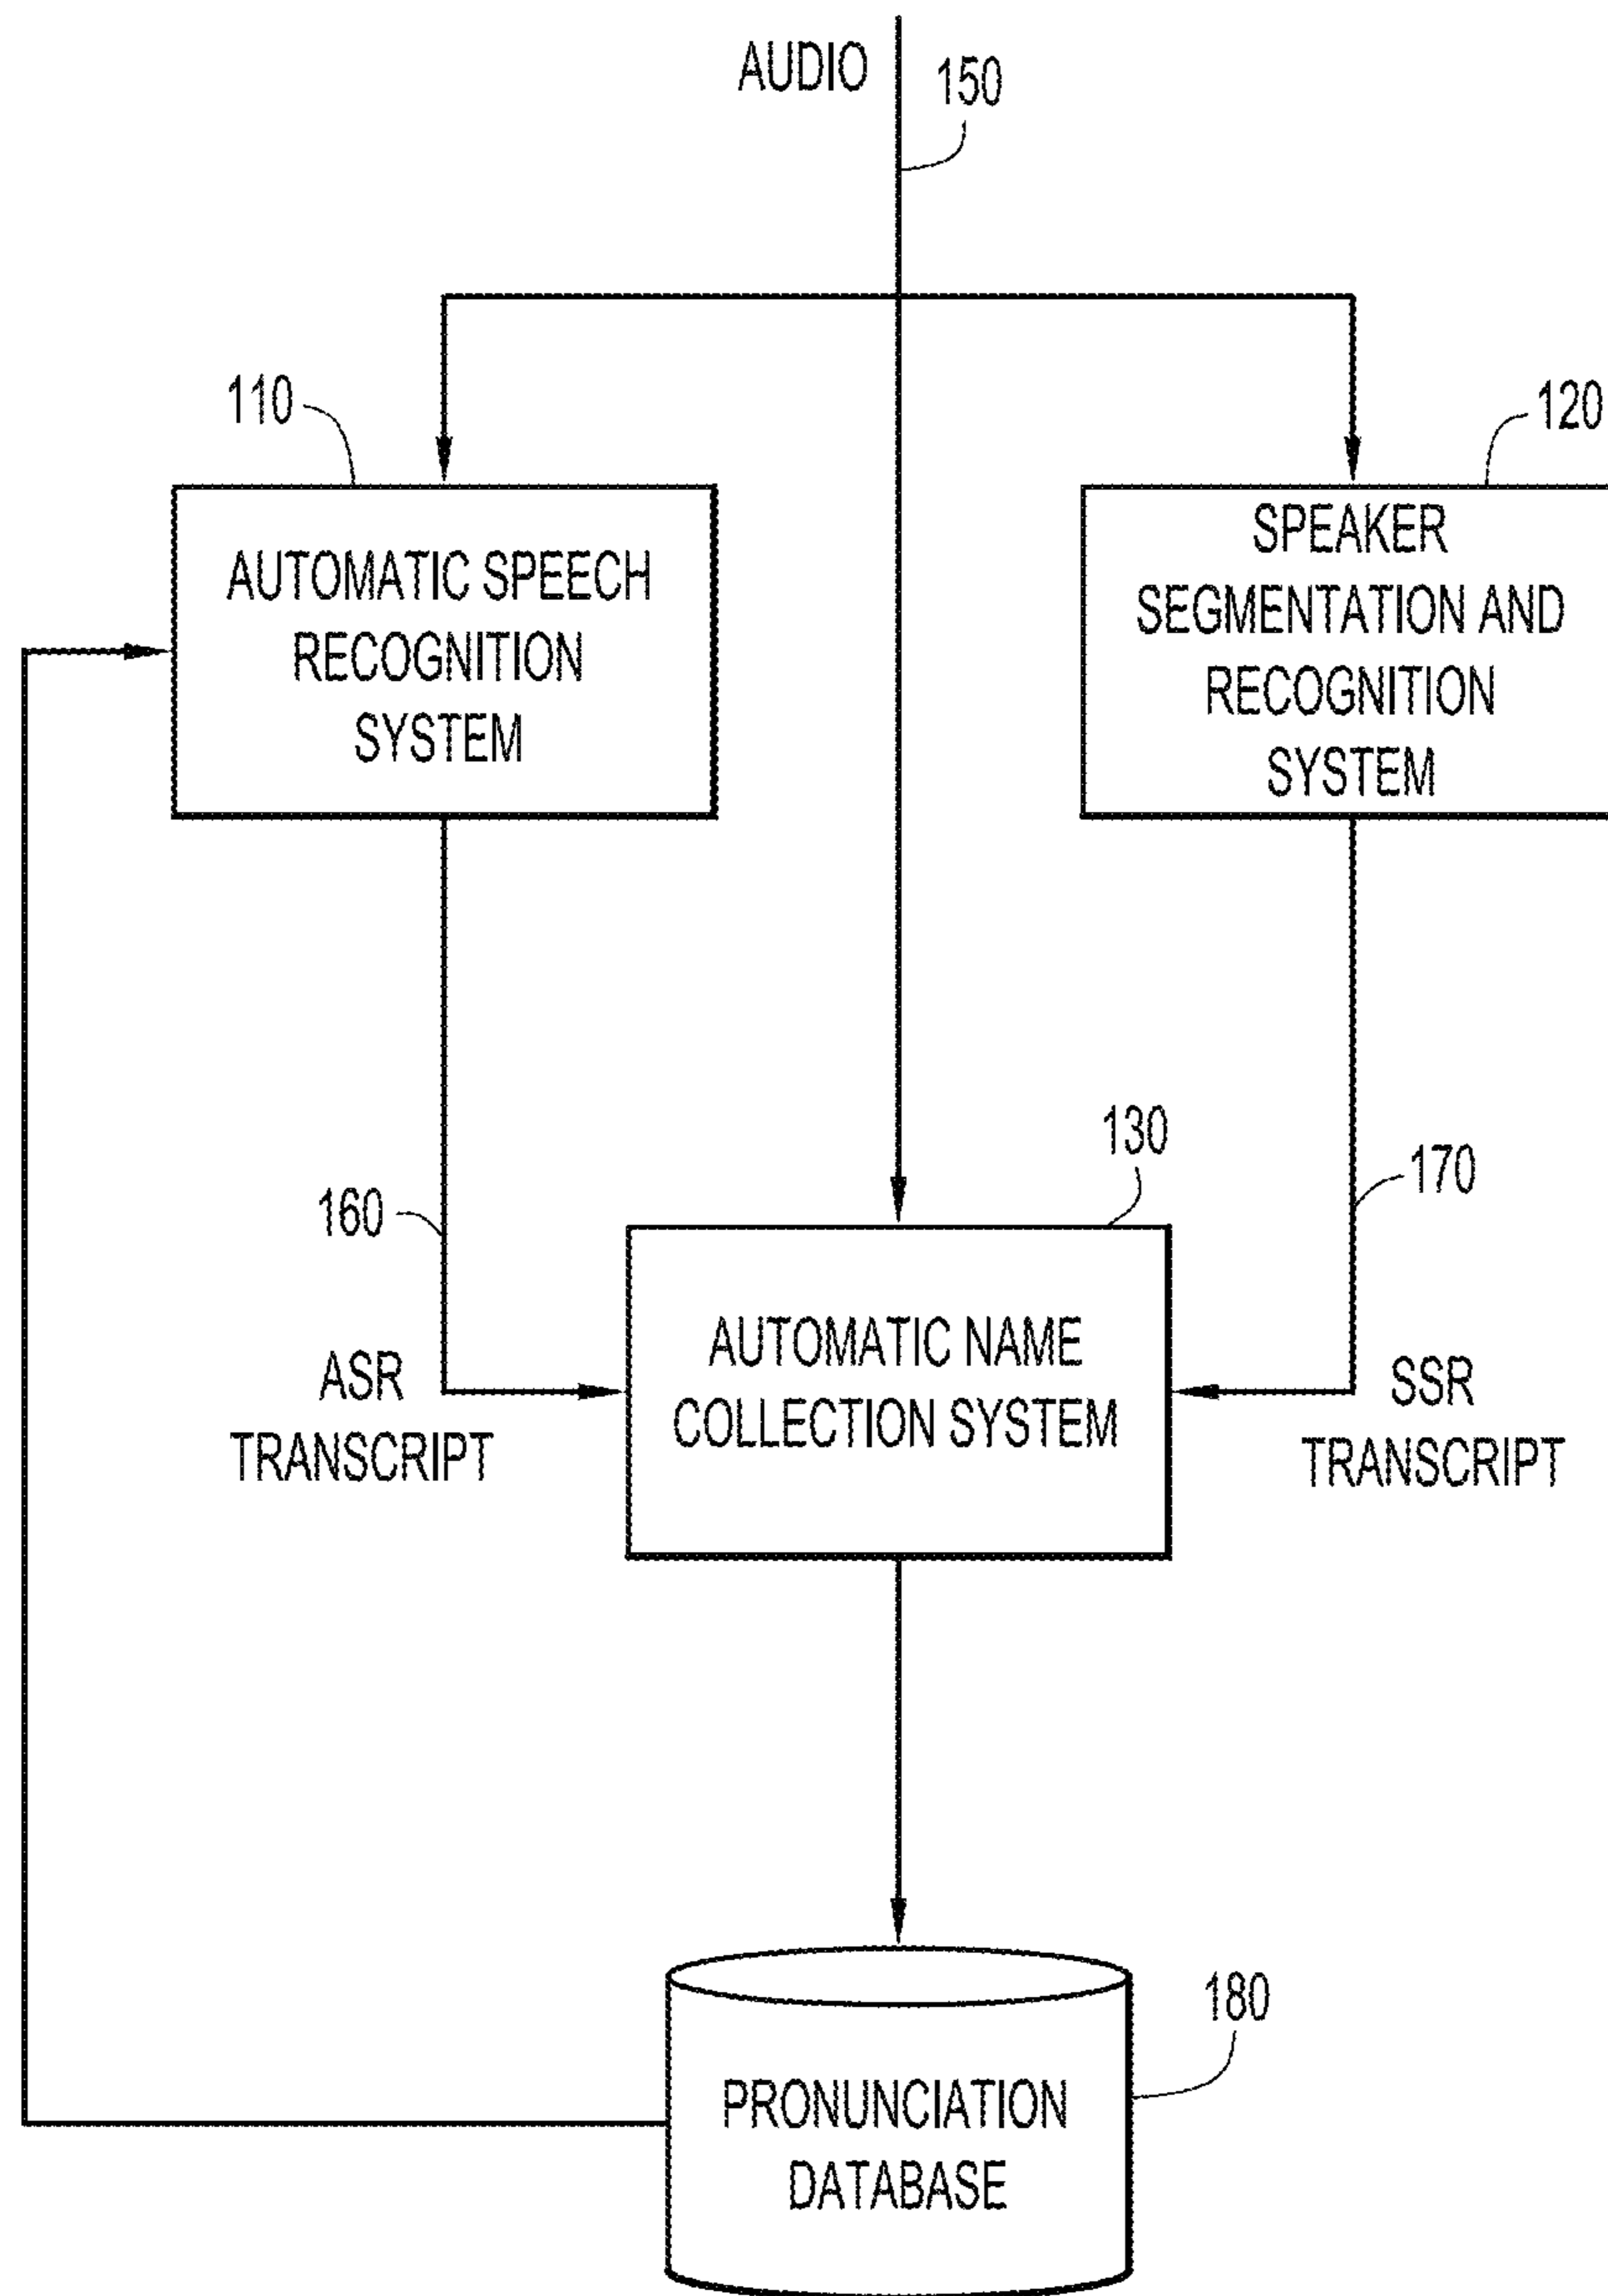 AUDIO
150
110
120
AUTOMATIC SPEECH
RECOGNITION
SYSTEM
SPEAKER
SEGMENTATION AND
RECOGNITION
SYSTEM
130
160
170
AUTOMATIC NAME
COLLECTION SYSTEM
ASR
TRANSCRIPT
SSR
TRANSCRIPT
180
PRONUNCIATION
DATABASE